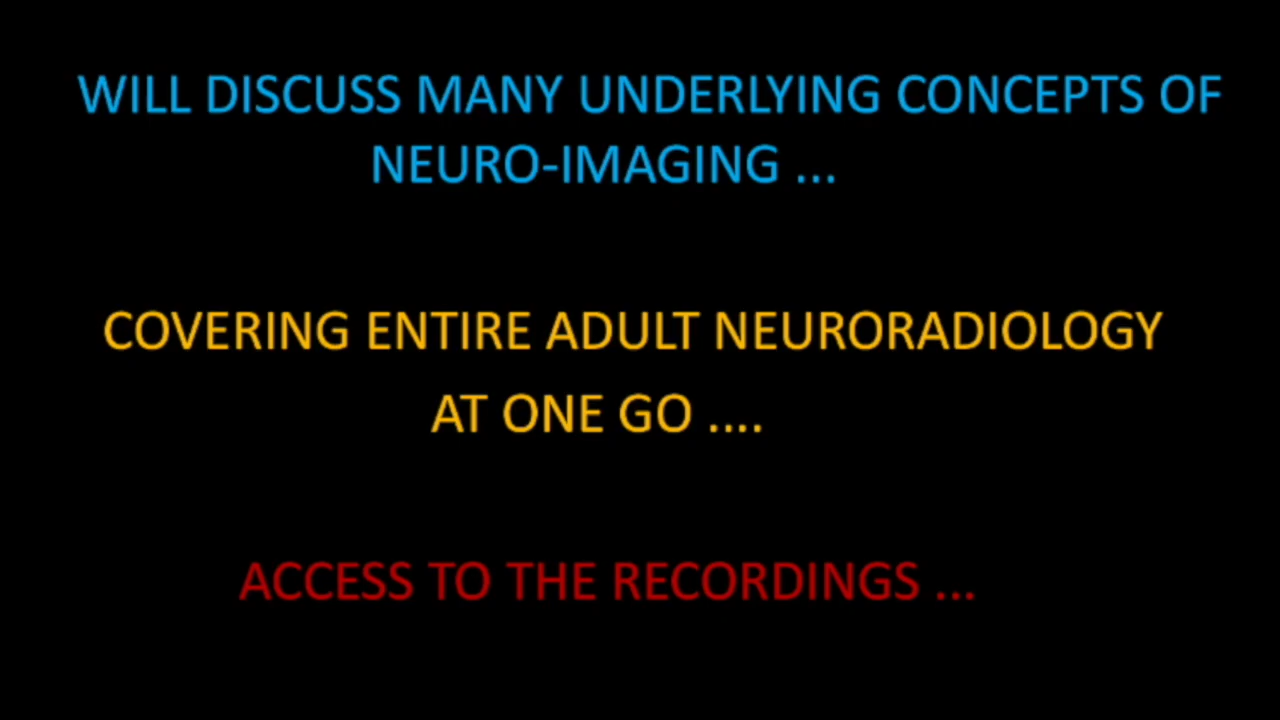 WILL DISCUSS MANY UNDERLYING CONCEPTS OF
NEURO-IMAGING ...
COVERING ENTIRE ADULT NEURORADIOLOGY
AT ONE GO ....
ACCESS TO THE RECORDINGS ...